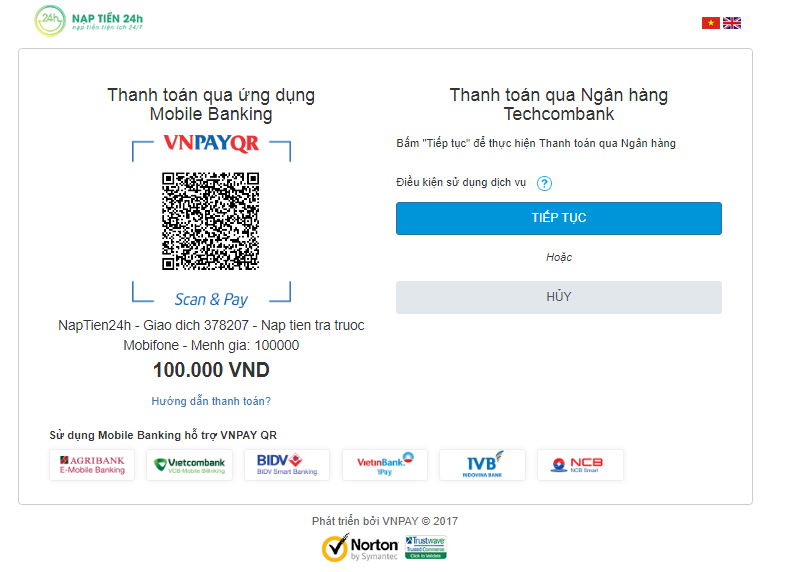 24h NẠP TIỀN 24h
nạp tiền tiện ích 24/7
Thanh toán qua ứng dụng
Mobile Banking
VNPAYQR
Scan & Pay
NapTien24h - Giao dich 378207 - Nap tien tra truoc
Mobifone - Menh gia: 100000
100.000 VND
Hướng dẫn thanh toán?
Thanh toán qua Ngân hàng
Techcombank
Bấm "Tiếp tục" để thực hiện Thanh toán qua Ngân hàng
Điều kiện sử dụng dịch vụ ?
TIẾP TỤC
Hoặc
HỦY
Sử dụng Mobile Banking hỗ trợ VNPAY QR
AGRIBANK
E-Mobile Banking
Vietcombank
VCB-Mobile B@nking
BIDV
BIDV Smart Banking
VietinBank
iPay
IVB
INDOVINA BANK
NCB
NCB Smart
Phát triển bởi VNPAY © 2017
Norton
by Symantec
Trustwave
Trusted Commerce
Click to Validate